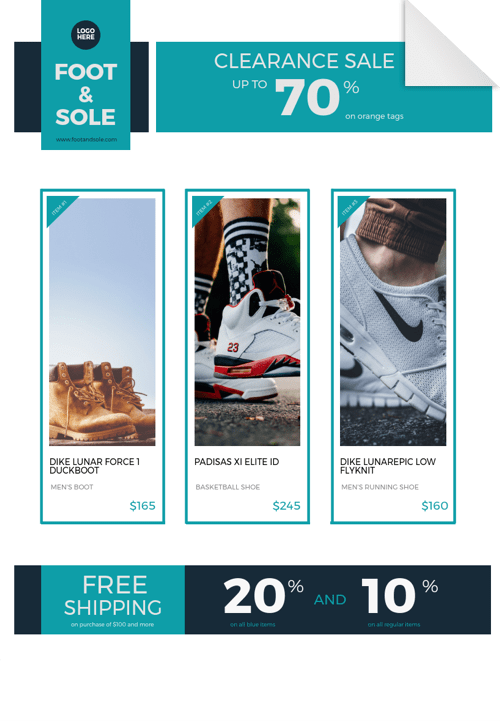 LOGO
HERE
FOOT
&
SOLE
www.footandsole.com
CLEARANCE SALE
UP TO 70%
on orange tags
ITEM #1
ITEM #2
ITEM #3
23
DIKE LUNAR FORCE 1
DUCKBOOT
MEN'S BOOT
$165
PADISAS XI ELITE ID
BASKETBALL SHOE
$245
DIKE LUNAREPIC LOW
FLYKNIT
MEN'S RUNNING SHOE
$160
FREE
SHIPPING
on purchase of $100 and more
20% AND 10%
on all blue items
on all regular items